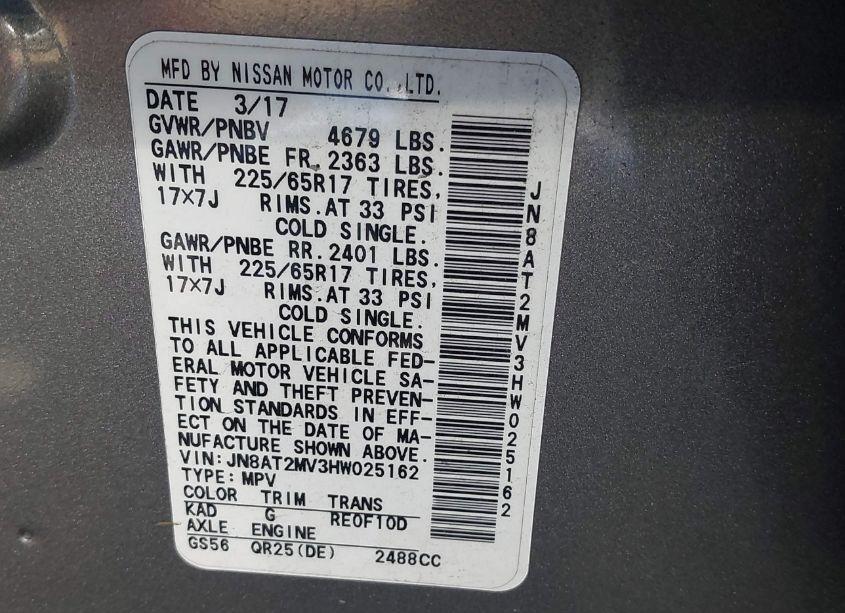 MFD BY NISSAN MOTOR CO.,LTD.
DATE 3/17
GVWR/PNBV 4679 LBS.
GAWR/PNBE FR. 2363 LBS.
WITH 225/65R17 TIRES,
17X7J RIMS.AT 33 PSI
COLD SINGLE.
GAWR/PNBE RR. 2401 LBS.
WITH 225/65R17 TIRES,
17X7J RIMS.AT 33 PSI
COLD SINGLE.
THIS VEHICLE CONFORMS
TO ALL APPLICABLE FED-
ERAL MOTOR VEHICLE SA-
FETY AND THEFT PREVEN-
TION STANDARDS IN EFF-
ECT ON THE DATE OF MA-
NUFACTURE SHOWN ABOVE.
VIN:JN8AT2MV3HW025162
TYPE:MPV
COLOR TRIM TRANS
KAD G RE0F10D
AXLE ENGINE
GS56 QR25(DE) 2488CC
JN8AT2MV3HW025162